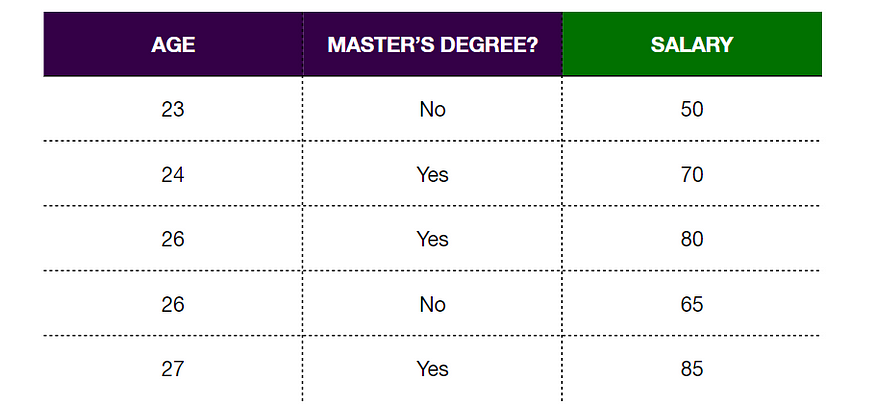 AGE MASTER’S DEGREE? SALARY
23 No 50
24 Yes 70
26 Yes 80
26 No 65
27 Yes 85